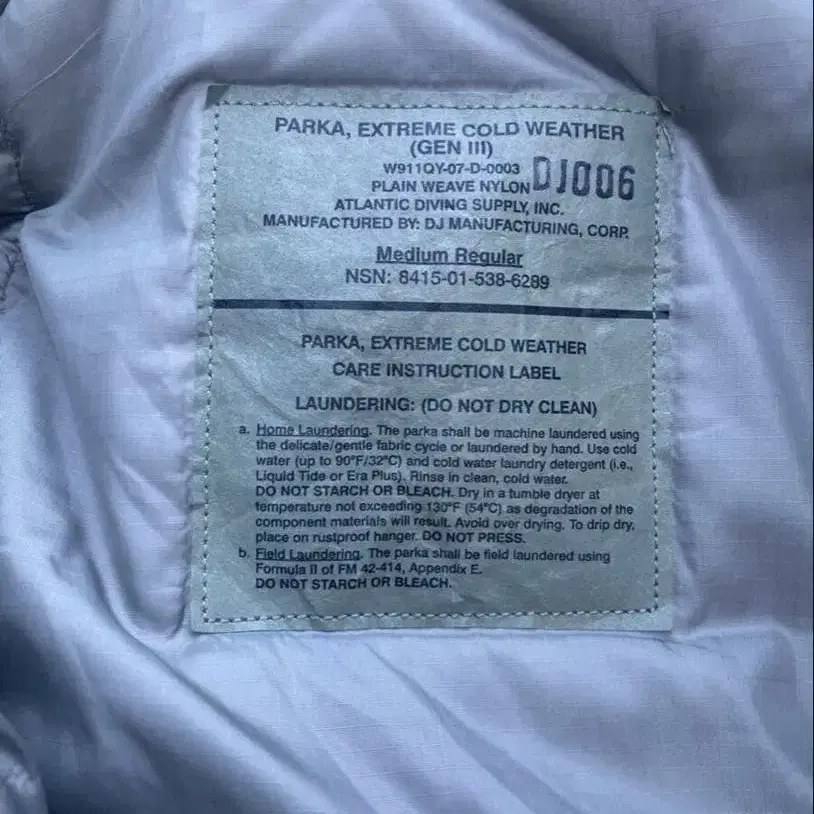 PARKA, EXTREME COLD WEATHER
(GEN III)
W911QY-07-D-0003
DJ006
PLAIN WEAVE NYLON
ATLANTIC DIVING SUPPLY, INC.
MANUFACTURED BY: DJ MANUFACTURING, CORP.
Medium Regular
NSN: 8415-01-538-6289
PARKA, EXTREME COLD WEATHER
CARE INSTRUCTION LABEL
LAUNDERING: (DO NOT DRY CLEAN)
a. Home Laundering. The parka shall be machine laundered using
the delicate/gentle fabric cycle or laundered by hand. Use cold
water (up to 90°F/32°C) and cold water laundry detergent (i.e.,
Liquid Tide or Era Plus). Rinse in clean, cold water.
DO NOT STARCH OR BLEACH. Dry in a tumble dryer at
temperature not exceeding 130°F (54°C) as degradation of the
component materials will result. Avoid over drying. To drip dry,
place on rustproof hanger. DO NOT PRESS.
b. Field Laundering. The parka shall be field laundered using
Formula II of FM 42-414, Appendix E.
DO NOT STARCH OR BLEACH.